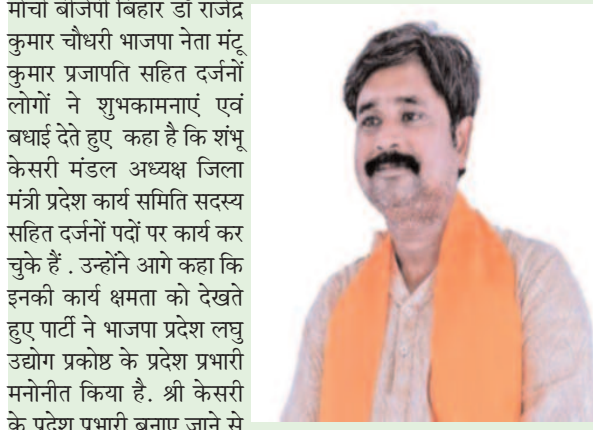 मोर्चा बीजेपी बिहार डॉ राजेंद्र
कुमार चौधरी भाजपा नेता मंटू
कुमार प्रजापति सहित दर्जनों
लोगों ने शुभकामनाएं एवं
बधाई देते हुए कहा है कि शंभू
केसरी मंडल अध्यक्ष जिला
मंत्री प्रदेश कार्य समिति सदस्य
सहित दर्जनों पदों पर कार्य कर
चुके हैं . उन्होंने आगे कहा कि
इनकी कार्य क्षमता को देखते
हुए पार्टी ने भाजपा प्रदेश लघु
उद्योग प्रकोष्ठ के प्रदेश प्रभारी
मनोनीत किया है. श्री केसरी
के प्रदेश प्रभारी बनाए जाने से